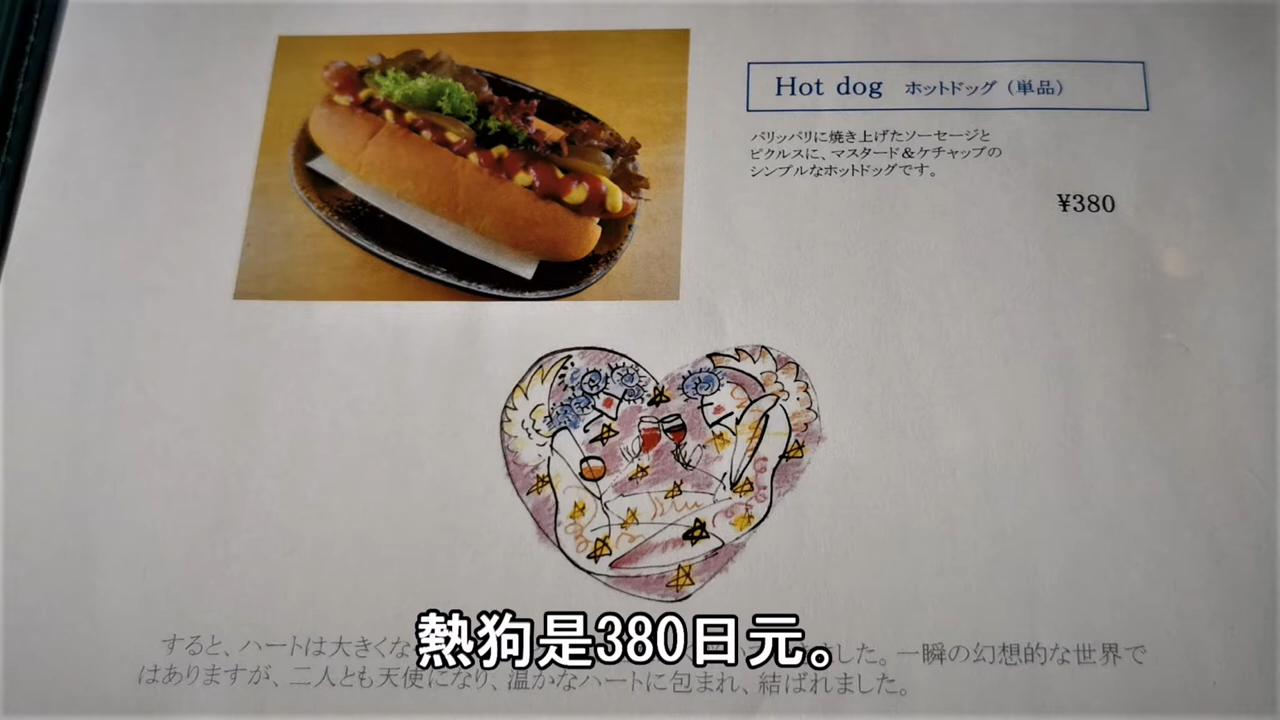 Hot dog ホットドッグ（単品）
パリッパリに焼き上げたソーセージと
ピクルスに、マスタード＆ケチャップの
シンプルなホットドッグです。
¥380
すると、ハートは大きくな
ました。一瞬の幻想的な世界で
はありますが、二人とも天使になり、温かなハートに包まれ、結ばれました。
熱狗是380日元。